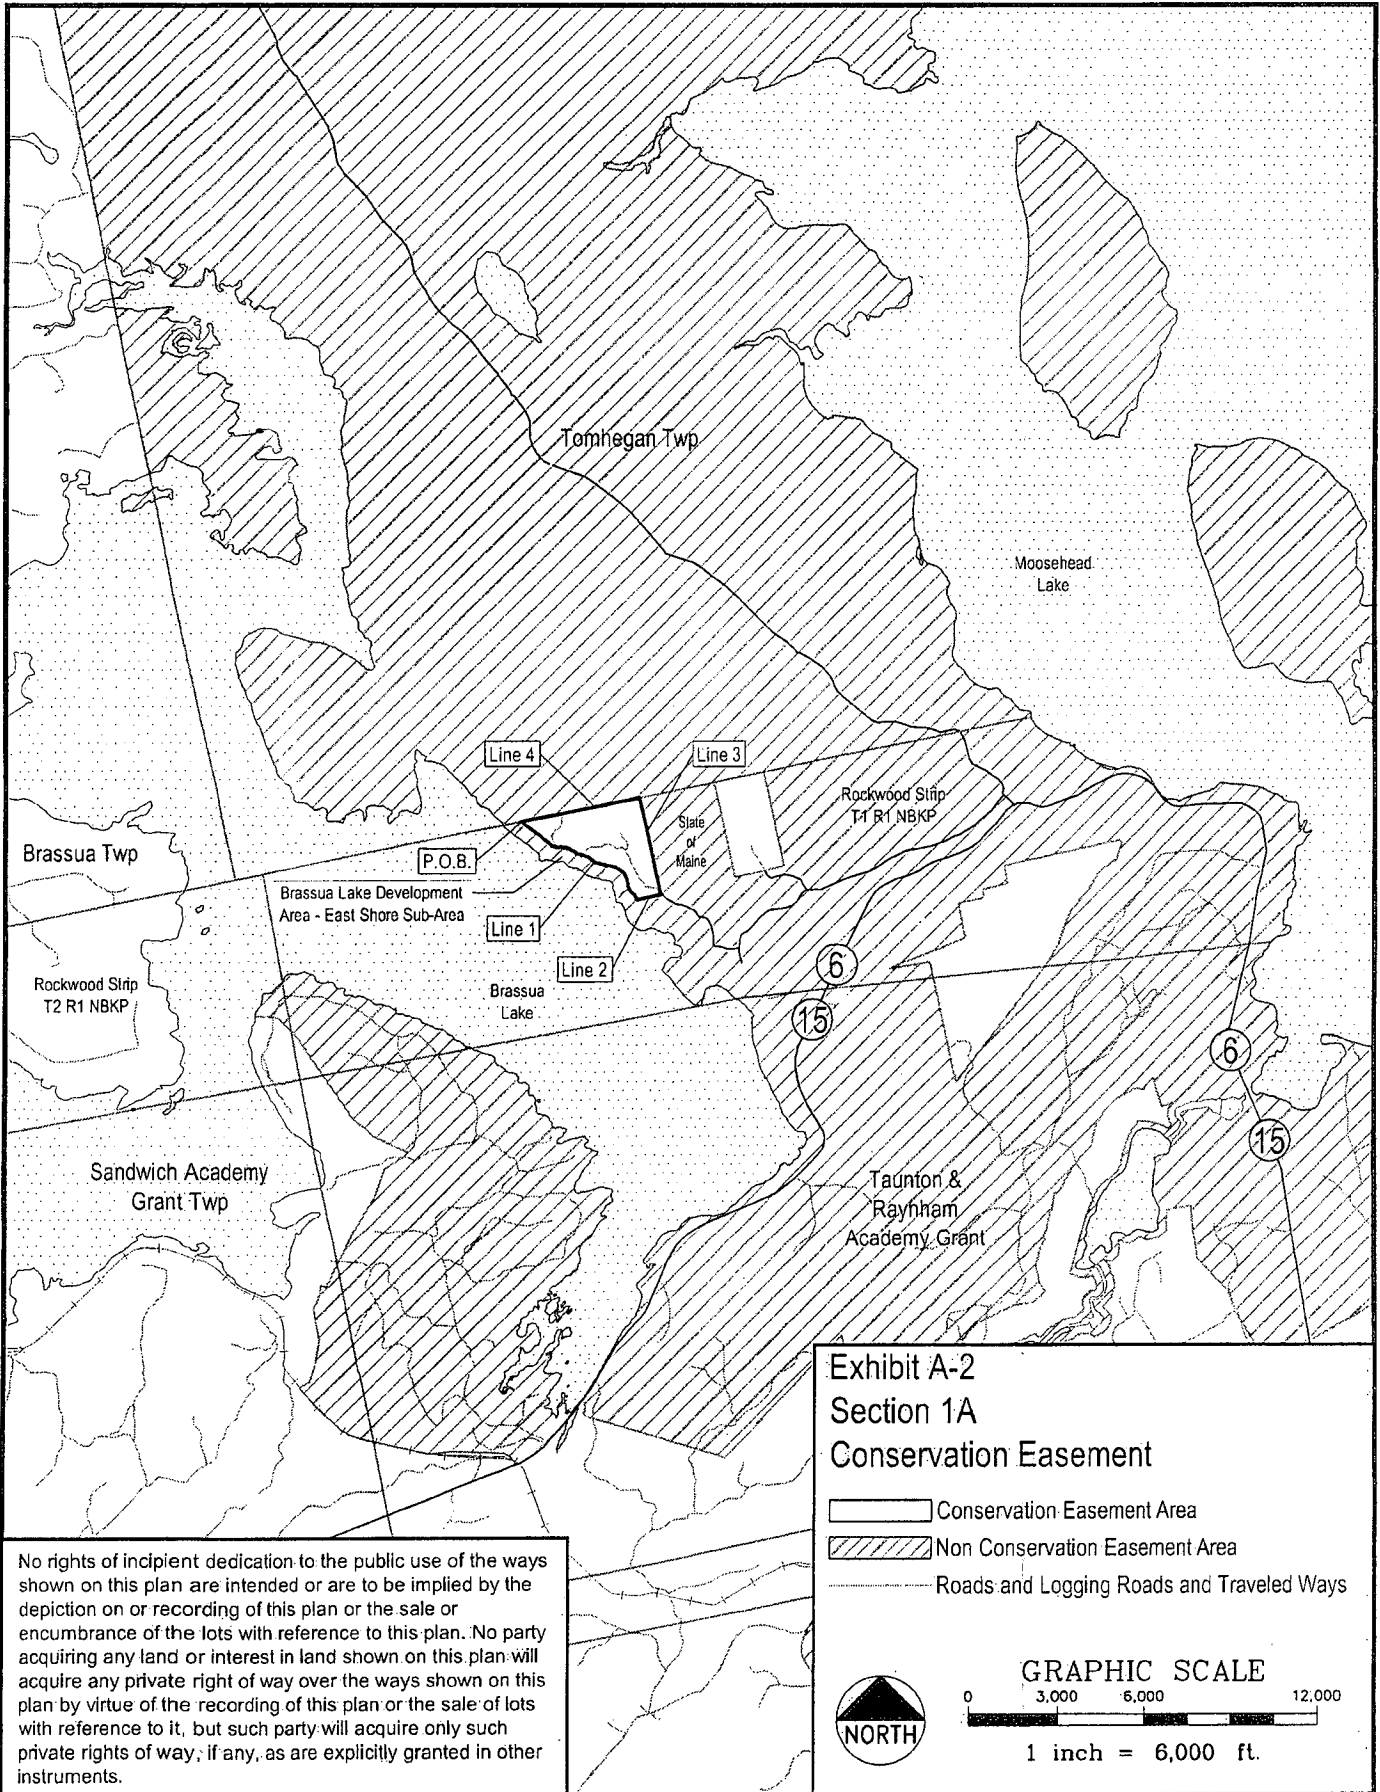 Tomhegan Twp
Moosehead
Lake
Line 4
Line 3
Rockwood Strip
T1 R1 NBKP
State
of
Maine
Brassua Twp
P.O.B.
Brassua Lake Development
Area - East Shore Sub-Area
Line 1
Line 2
6
Rockwood Strip
T2 R1 NBKP
Brassua
Lake
15
6
15
Sandwich Academy
Grant Twp
Taunton &
Raynham
Academy Grant
Exhibit A-2
Section 1A
Conservation Easement
Conservation Easement Area
Non Conservation Easement Area
Roads and Logging Roads and Traveled Ways
No rights of incipient dedication to the public use of the ways
shown on this plan are intended or are to be implied by the
depiction on or recording of this plan or the sale or
encumbrance of the lots with reference to this plan. No party
acquiring any land or interest in land shown on this plan will
acquire any private right of way over the ways shown on this
plan by virtue of the recording of this plan or the sale of lots
with reference to it, but such party will acquire only such
private rights of way, if any, as are explicitly granted in other
instruments.
NORTH
GRAPHIC SCALE
0 3,000 6,000 12,000
1 inch = 6,000 ft.